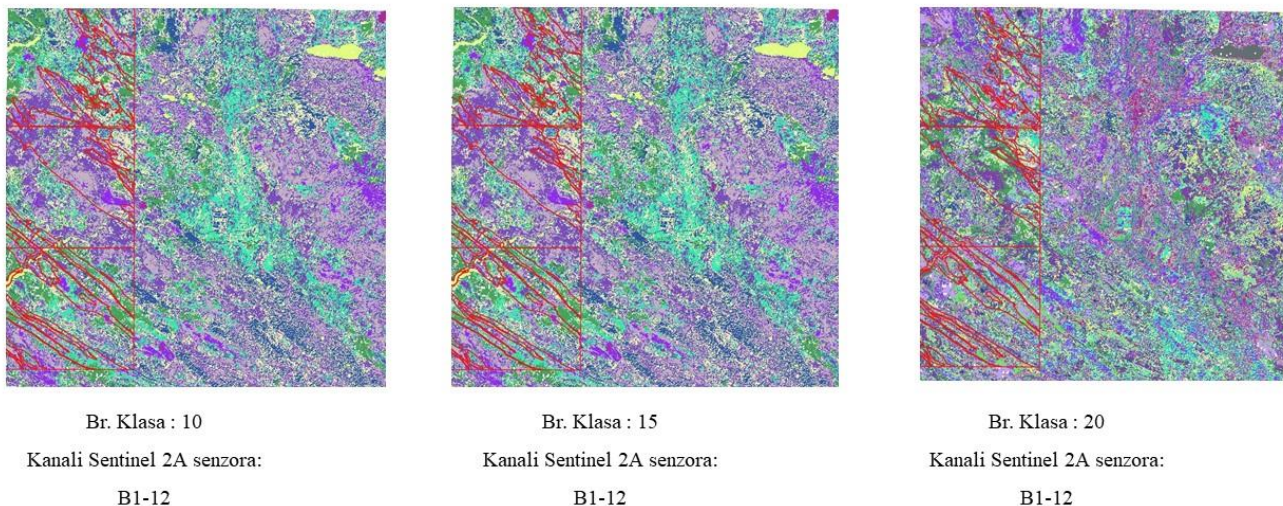 Br. Klasa : 10
Kanali Sentinel 2A senzora:
B1-12
Br. Klasa : 15
Kanali Sentinel 2A senzora:
B1-12
Br. Klasa : 20
Kanali Sentinel 2A senzora:
B1-12